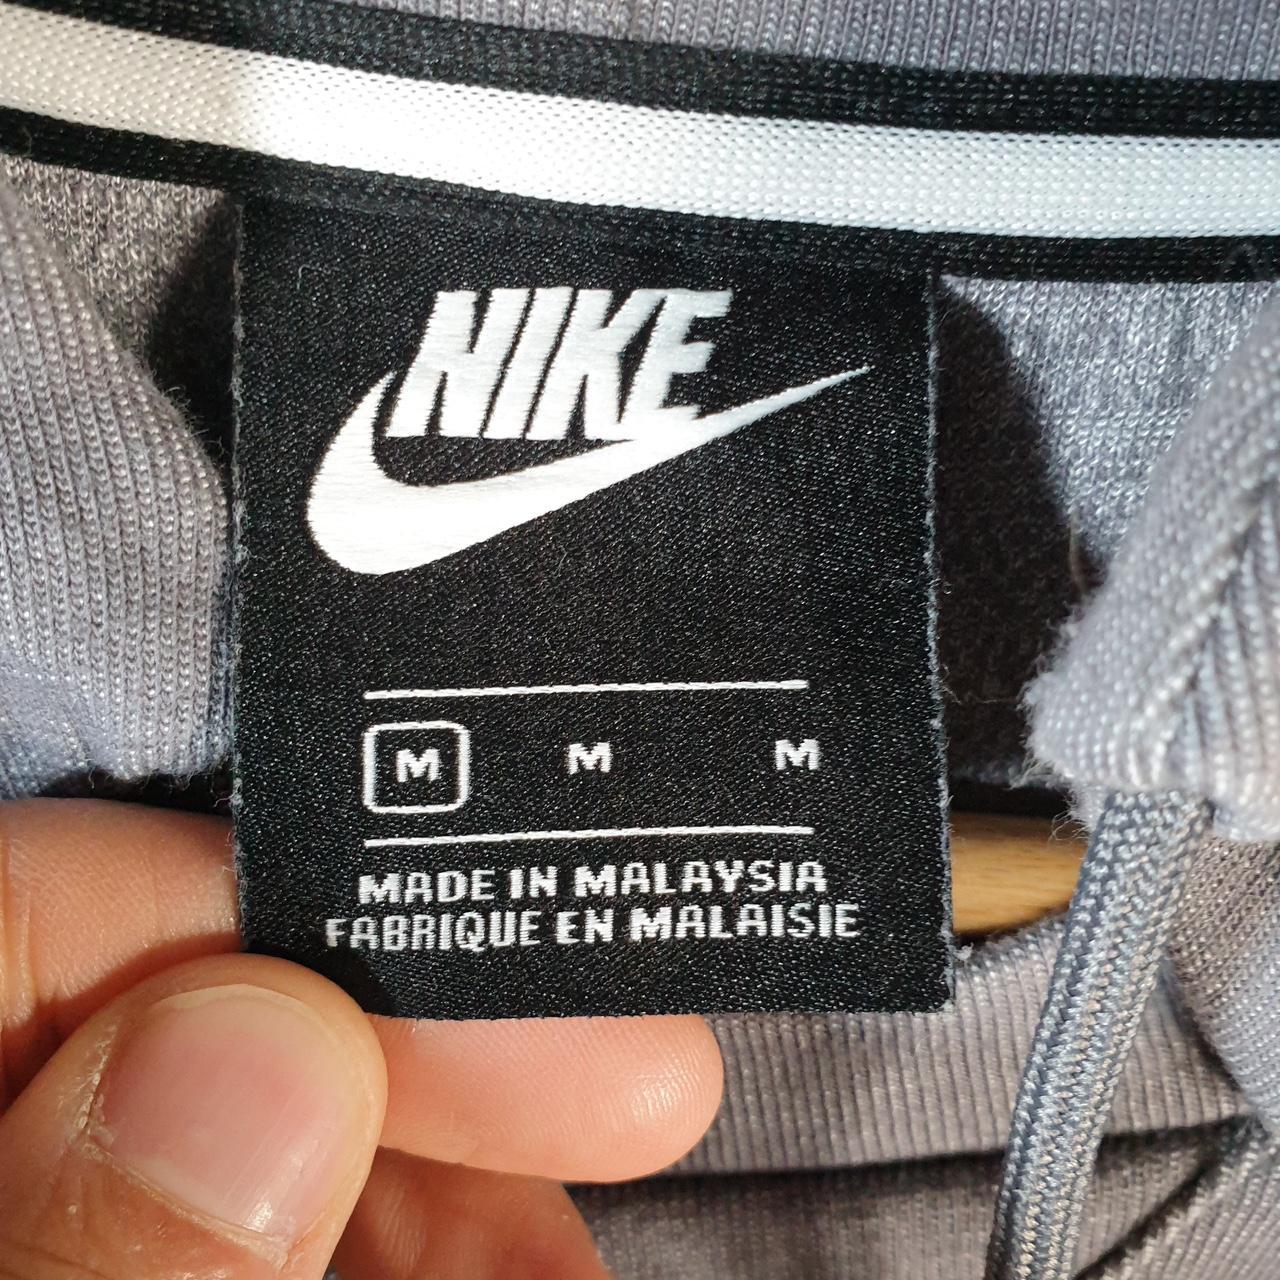 NIKE
M M M
MADE IN MALAYSIA
FABRIQUE EN MALAISIE